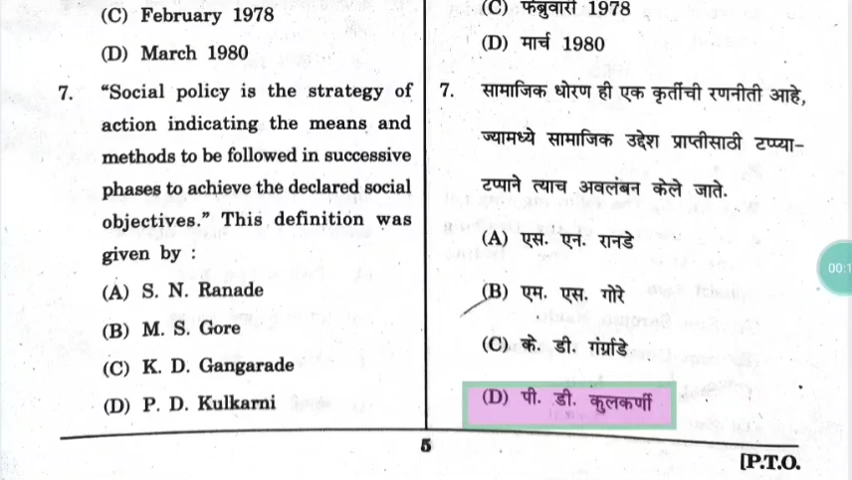 (C) February 1978
(D) March 1980
7. “Social policy is the strategy of
action indicating the means and
methods to be followed in successive
phases to achieve the declared social
objectives.” This definition was
given by :
(A) S. N. Ranade
(B) M. S. Gore
(C) K. D. Gangarade
(D) P. D. Kulkarni
(C) फेब्रुवारी 1978
(D) मार्च 1980
7. सामाजिक धोरण ही एक कृतींची रणनीती आहे,
ज्यामध्ये सामाजिक उद्देश प्राप्तीसाठी टप्प्या-
टप्पाने त्याच अवलंबन केले जाते.
(A) एस. एन. रानडे
(B) एम. एस. गोरे
(C) के. डी. गंर्ग्राडे
(D) पी. डी. कुलकर्णी
5
[P.T.O.
00:1